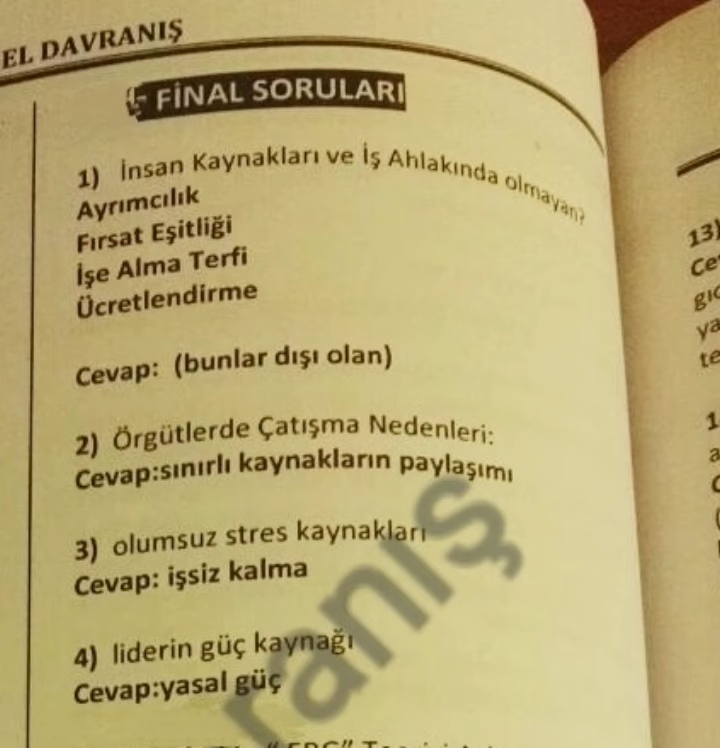 EL DAVRANIŞ
FİNAL SORULARI
1) İnsan Kaynakları ve İş Ahlakında olmayan?
Ayrımcılık
Fırsat Eşitliği
İşe Alma Terfi
Ücretlendirme
Cevap: (bunlar dışı olan)
2) Örgütlerde Çatışma Nedenleri:
Cevap:sınırlı kaynakların paylaşımı
3) olumsuz stres kaynakları
Cevap: işsiz kalma
4) liderin güç kaynağı
Cevap:yasal güç
ranış
13)
Ce
gıd
ya
te
1
a